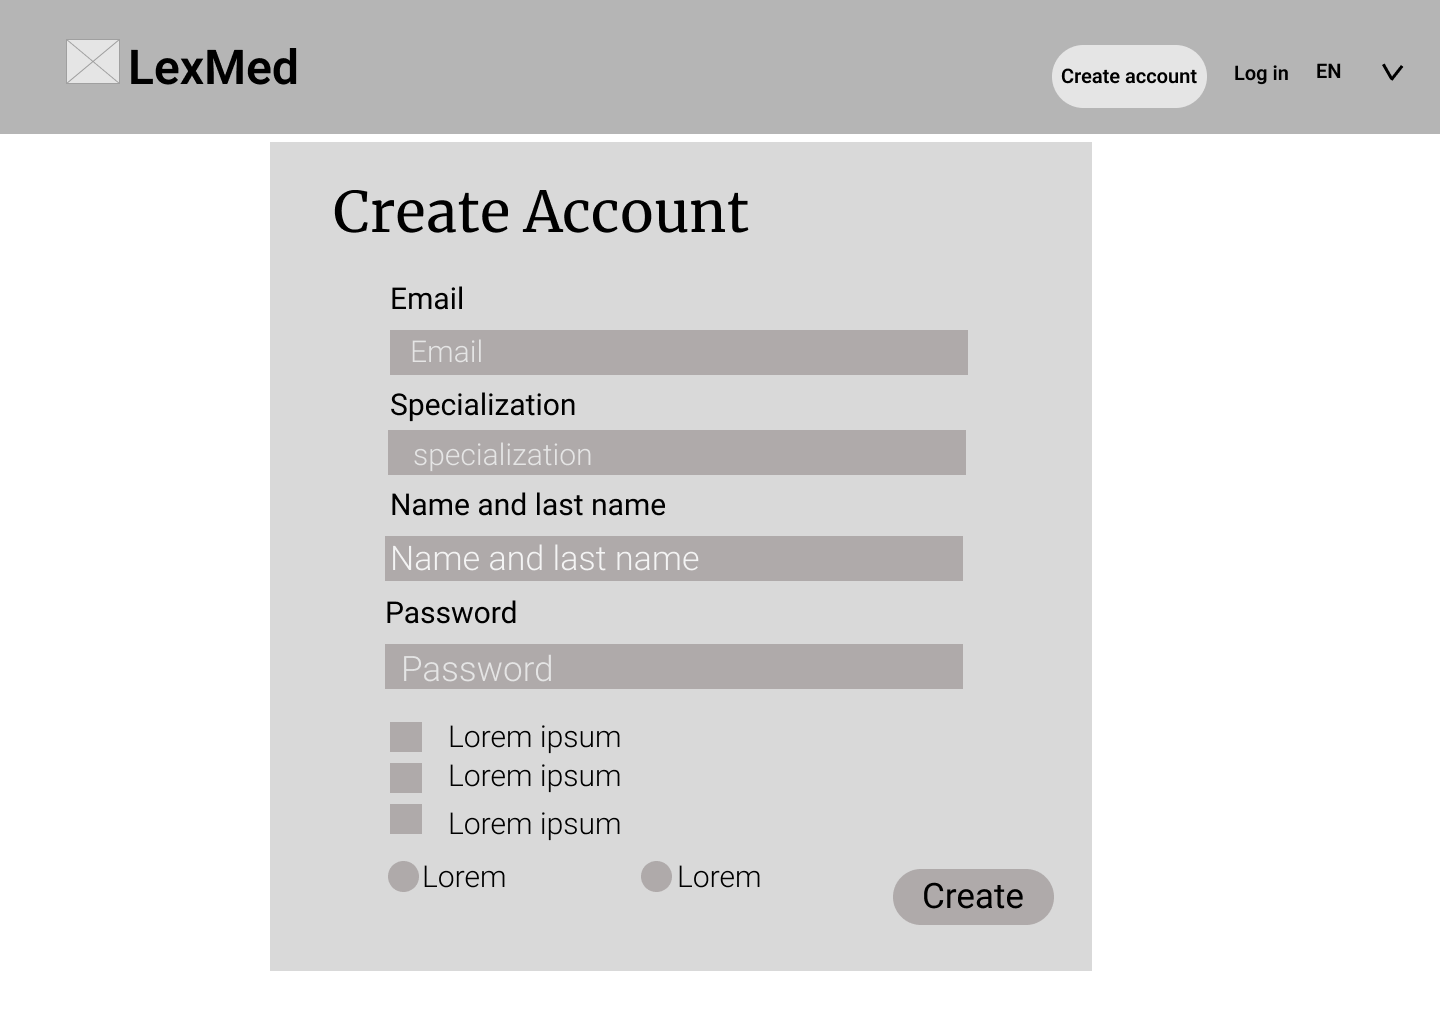 LexMed
Create account
Log in
EN
Create Account
Email
Email
Specialization
specialization
Name and last name
Name and last name
Password
Password
Lorem ipsum
Lorem ipsum
Lorem ipsum
Lorem
Lorem
Create